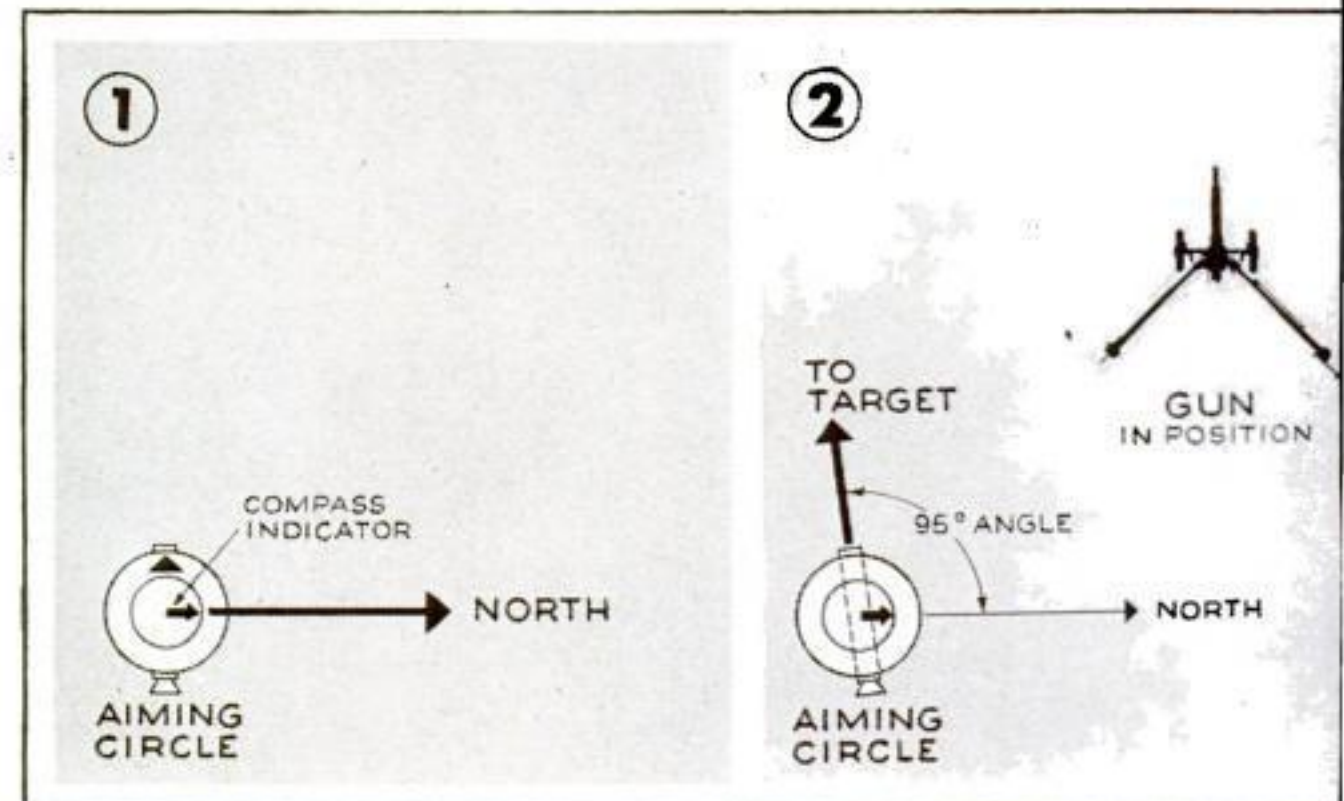 1
COMPASS
INDICATOR
NORTH
AIMING
CIRCLE
2
TO
TARGET
GUN
IN POSITION
95° ANGLE
NORTH
AIMING
CIRCLE